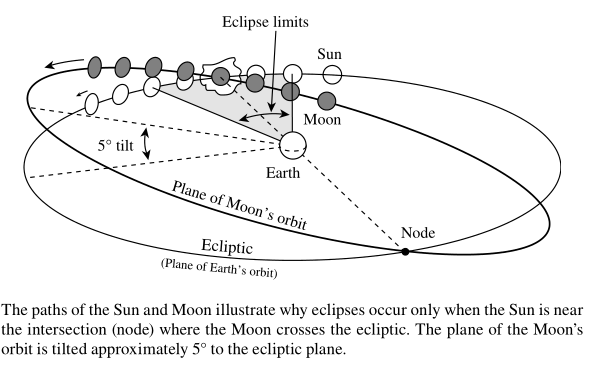 Eclipse limits
Sun
Moon
5° tilt
Earth
Plane of Moon's orbit
Node
Ecliptic
(Plane of Earth's orbit)
The paths of the Sun and Moon illustrate why eclipses occur only when the Sun is near
the intersection (node) where the Moon crosses the ecliptic. The plane of the Moon's
orbit is tilted approximately 5° to the ecliptic plane.